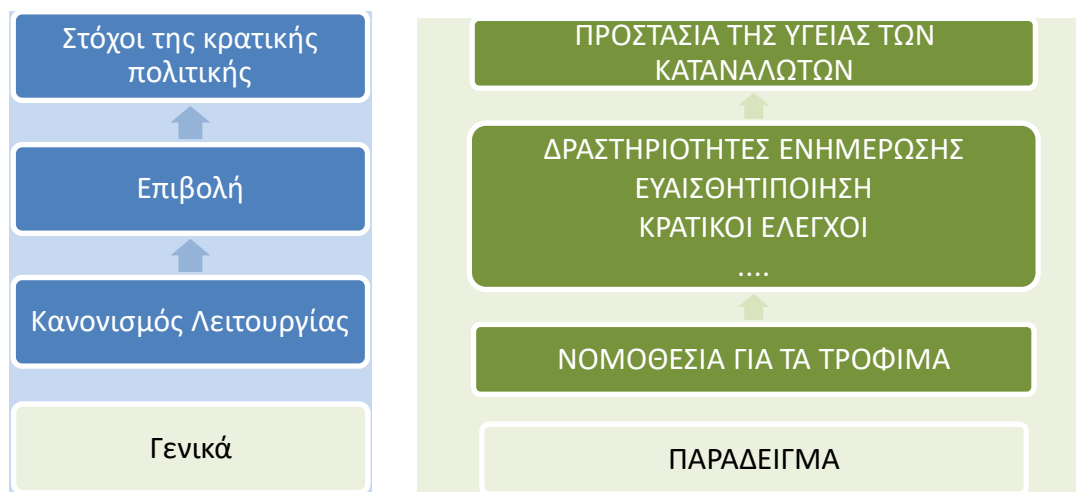 Στόχοι της κρατικής
πολιτικής
Επιβολή
Κανονισμός Λειτουργίας
Γενικά
ΠΡΟΣΤΑΣΙΑ ΤΗΣ ΥΓΕΙΑΣ ΤΩΝ
ΚΑΤΑΝΑΛΩΤΩΝ
ΔΡΑΣΤΗΡΙΟΤΗΤΕΣ ΕΝΗΜΕΡΩΣΗΣ
ΕΥΑΙΣΘΗΤΙΠΟΙΗΣΗ
ΚΡΑΤΙΚΟΙ ΕΛΕΓΧΟΙ
....
ΝΟΜΟΘΕΣΙΑ ΓΙΑ ΤΑ ΤΡΟΦΙΜΑ
ΠΑΡΑΔΕΙΓΜΑ